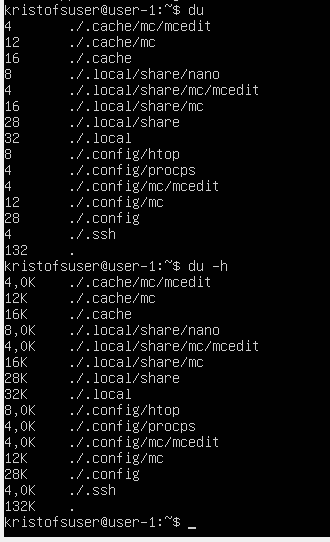 kristofsuser@user-1:~$ du
4 ./.cache/mc/mcedit
12 ./.cache/mc
16 ./.cache
8 ./.local/share/nano
4 ./.local/share/mc/mcedit
16 ./.local/share/mc
28 ./.local/share
32 ./.local
8 ./.config/htop
4 ./.config/procps
4 ./.config/mc/mcedit
12 ./.config/mc
28 ./.config
4 ./.ssh
132 .
kristofsuser@user-1:~$ du -h
4,0K ./.cache/mc/mcedit
12K ./.cache/mc
16K ./.cache
8,0K ./.local/share/nano
4,0K ./.local/share/mc/mcedit
16K ./.local/share/mc
28K ./.local/share
32K ./.local
8,0K ./.config/htop
4,0K ./.config/procps
4,0K ./.config/mc/mcedit
12K ./.config/mc
28K ./.config
4,0K ./.ssh
132K .
kristofsuser@user-1:~$ _